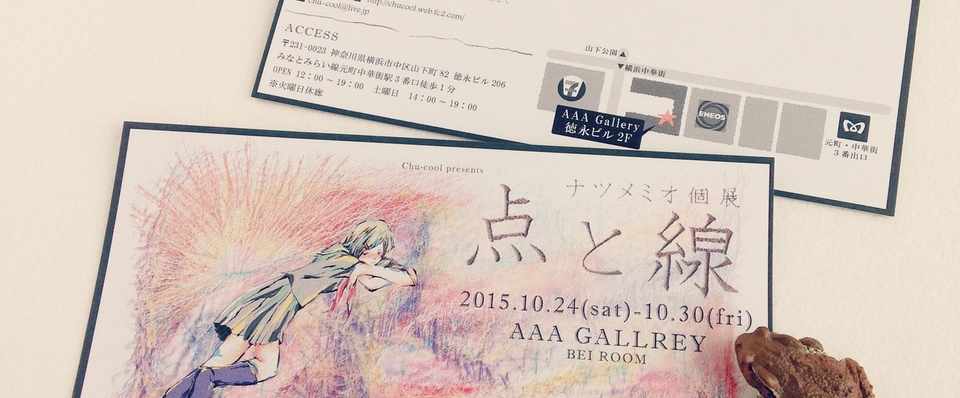 http://chucool.web.fc2.com/
chu-cool@live.jp
ACCESS
〒231-0023 神奈川県横浜市中区山下町 82 徳永ビル 206
みなとみらい線元町中華街駅 3 番口徒歩 1 分
OPEN 12：00～19：00 土曜日 14：00～19：00
※火曜日休廊
山下公園▲
▼横浜中華街
7
ENEOS
AAA Gallery
徳永ビル 2F
元町・中華街
3 番出口
Chu-cool presents
ナツメミオ個展
点と線
2015.10.24(sat)-10.30(fri)
AAA GALLREY
BEI ROOM